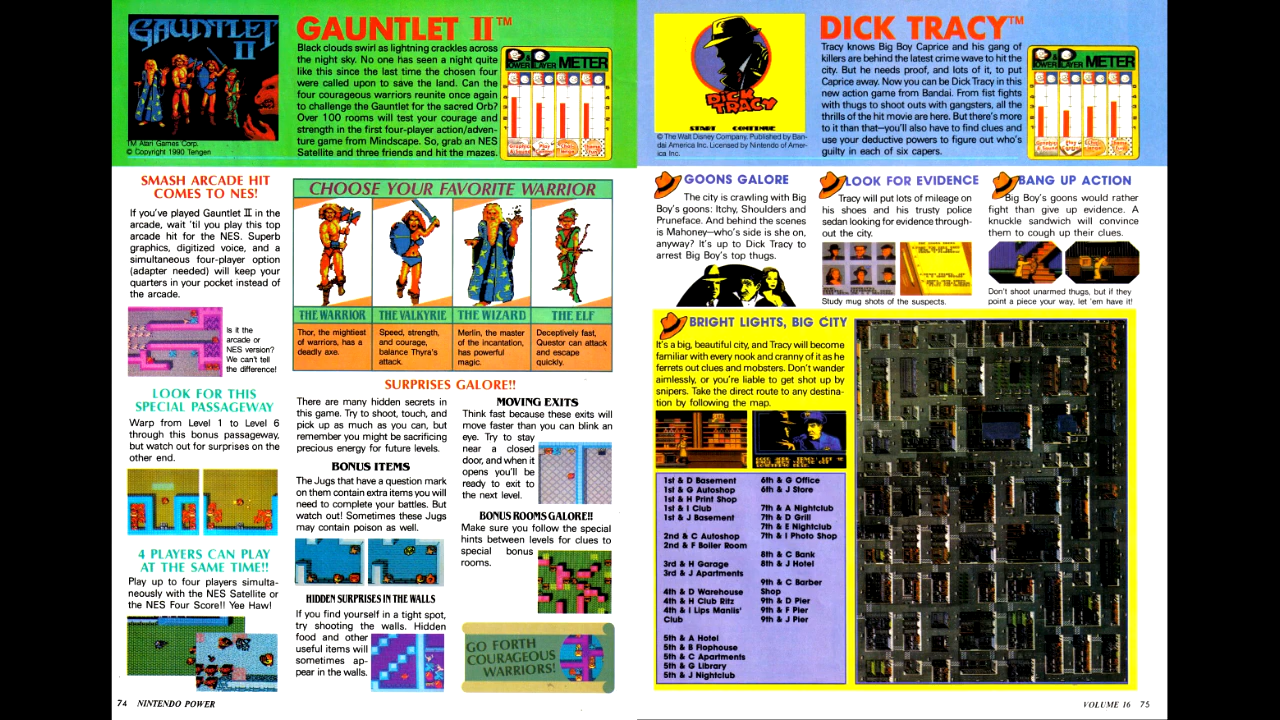 GAUNTLET
II
TM Atari Games Corp.
© Copyright 1990 Tengen
GAUNTLET II™
Black clouds swirl as lightning crackles across
the night sky. No one has seen a night quite
like this since the last time the chosen four
were called upon to save the land. Can the
four courageous warriors reunite once again
to challenge the Gauntlet for the sacred Orb?
Over 100 rooms will test your courage and
strength in the first four-player action/adven-
ture game from Mindscape. So, grab an NES
Satellite and three friends and hit the mazes.
POWER PLAYER METER
SMASH ARCADE HIT
COMES TO NES!
If you've played Gauntlet II in the
arcade, wait 'til you play this top
arcade hit for the NES. Superb
graphics, digitized voice, and a
simultaneous four-player option
(adapter needed) will keep your
quarters in your pocket instead of
the arcade.
Is it the
arcade or
NES version?
We can't tell
the difference!
LOOK FOR THIS
SPECIAL PASSAGEWAY
Warp from Level 1 to Level 6
through this bonus passageway,
but watch out for surprises on the
other end.
4 PLAYERS CAN PLAY
AT THE SAME TIME!!
Play up to four players simulta-
neously with the NES Satellite or
the NES Four Score!! Yee Haw!
CHOOSE YOUR FAVORITE WARRIOR
THE WARRIOR
Thor, the mightiest
of warriors, has a
deadly axe.
THE VALKYRIE
Speed, strength,
and courage,
balance Thyra's
attack.
THE WIZARD
Merlin, the master
of the incantation,
has powerful
magic.
THE ELF
Deceptively fast,
Questor can attack
and escape
quickly.
SURPRISES GALORE!!
There are many hidden secrets in
this game. Try to shoot, touch, and
pick up as much as you can, but
remember you might be sacrificing
precious energy for future levels.
BONUS ITEMS
The Jugs that have a question mark
on them contain extra items you will
need to complete your battles. But
watch out! Sometimes these Jugs
may contain poison as well.
HIDDEN SURPRISES IN THE WALLS
If you find yourself in a tight spot,
try shooting the walls. Hidden
food and other
useful items will
sometimes ap-
pear in the walls.
MOVING EXITS
Think fast because these exits will
move faster than you can blink an
eye. Try to stay
near a closed
door, and when it
opens you'll be
ready to exit to
the next level.
BONUS ROOMS GALORE!!
Make sure you follow the special
hints between levels for clues to
special bonus
rooms.
GO FORTH
COURAGEOUS
WARRIORS!
74 NINTENDO POWER
DICK TRACY
START CONTINUE
© The Walt Disney Company. Published by Ban-
dai America Inc. Licensed by Nintendo of Amer-
ica Inc.
DICK TRACY™
Tracy knows Big Boy Caprice and his gang of
killers are behind the latest crime wave to hit the
city. But he needs proof, and lots of it, to put
Caprice away. Now you can be Dick Tracy in this
new action game from Bandai. From fist fights
with thugs to shoot outs with gangsters, all the
thrills of the hit movie are here. But there's more
to it than that—you'll also have to find clues and
use your deductive powers to figure out who's
guilty in each of six capers.
POWER PLAYER METER
GOONS GALORE
The city is crawling with Big
Boy's goons: Itchy, Shoulders and
Pruneface. And behind the scenes
is Mahoney—who's side is she on,
anyway? It's up to Dick Tracy to
arrest Big Boy's top thugs.
LOOK FOR EVIDENCE
Tracy will put lots of mileage on
his shoes and his trusty police
sedan looking for evidence through-
out the city.
Study mug shots of the suspects.
BANG UP ACTION
Big Boy's goons would rather
fight than give up evidence. A
knuckle sandwich will convince
them to cough up their clues.
Don't shoot unarmed thugs, but if they
point a piece your way, let 'em have it!
BRIGHT LIGHTS, BIG CITY
It's a big, beautiful city, and Tracy will become
familiar with every nook and cranny of it as he
ferrets out clues and mobsters. Don't wander
aimlessly, or you're liable to get shot up by
snipers. Take the direct route to any destina-
tion by following the map.
1st & D Basement
1st & G Autoshop
1st & H Print Shop
1st & I Club
1st & J Basement
2nd & C Autoshop
2nd & F Boiler Room
3rd & H Garage
3rd & J Apartments
4th & D Warehouse
4th & H Club Ritz
4th & I Lips Manlis'
Club
5th & A Hotel
5th & B Flophouse
5th & C Apartments
5th & G Library
5th & J Nightclub
6th & G Office
6th & J Store
7th & A Nightclub
7th & D Grill
7th & E Nightclub
7th & I Photo Shop
8th & C Bank
8th & J Hotel
9th & C Barber
Shop
9th & D Pier
9th & F Pier
9th & J Pier
VOLUME 16 75